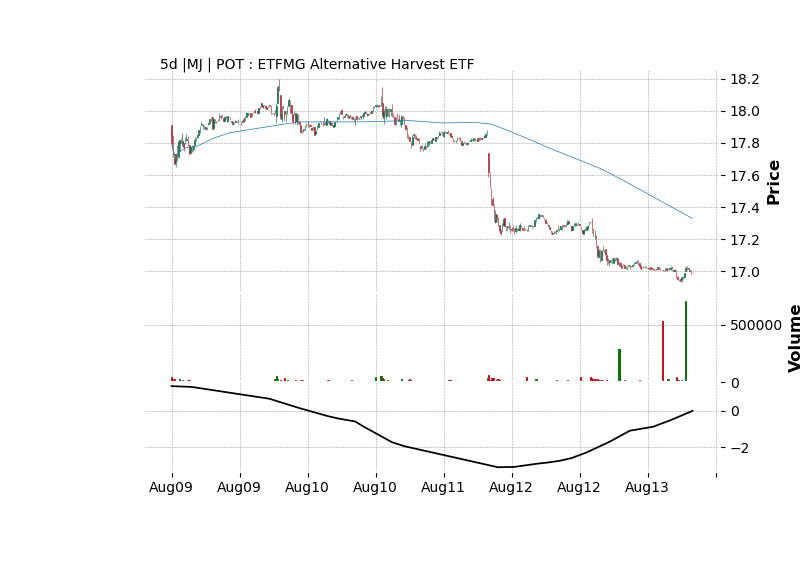 5d |MJ | POT : ETFMG Alternative Harvest ETF
18.2
18.0
17.8
17.6
17.4
17.2
17.0
Price
500000
0
Volume
0
−2
Aug09 Aug09 Aug10 Aug10 Aug11 Aug12 Aug12 Aug13